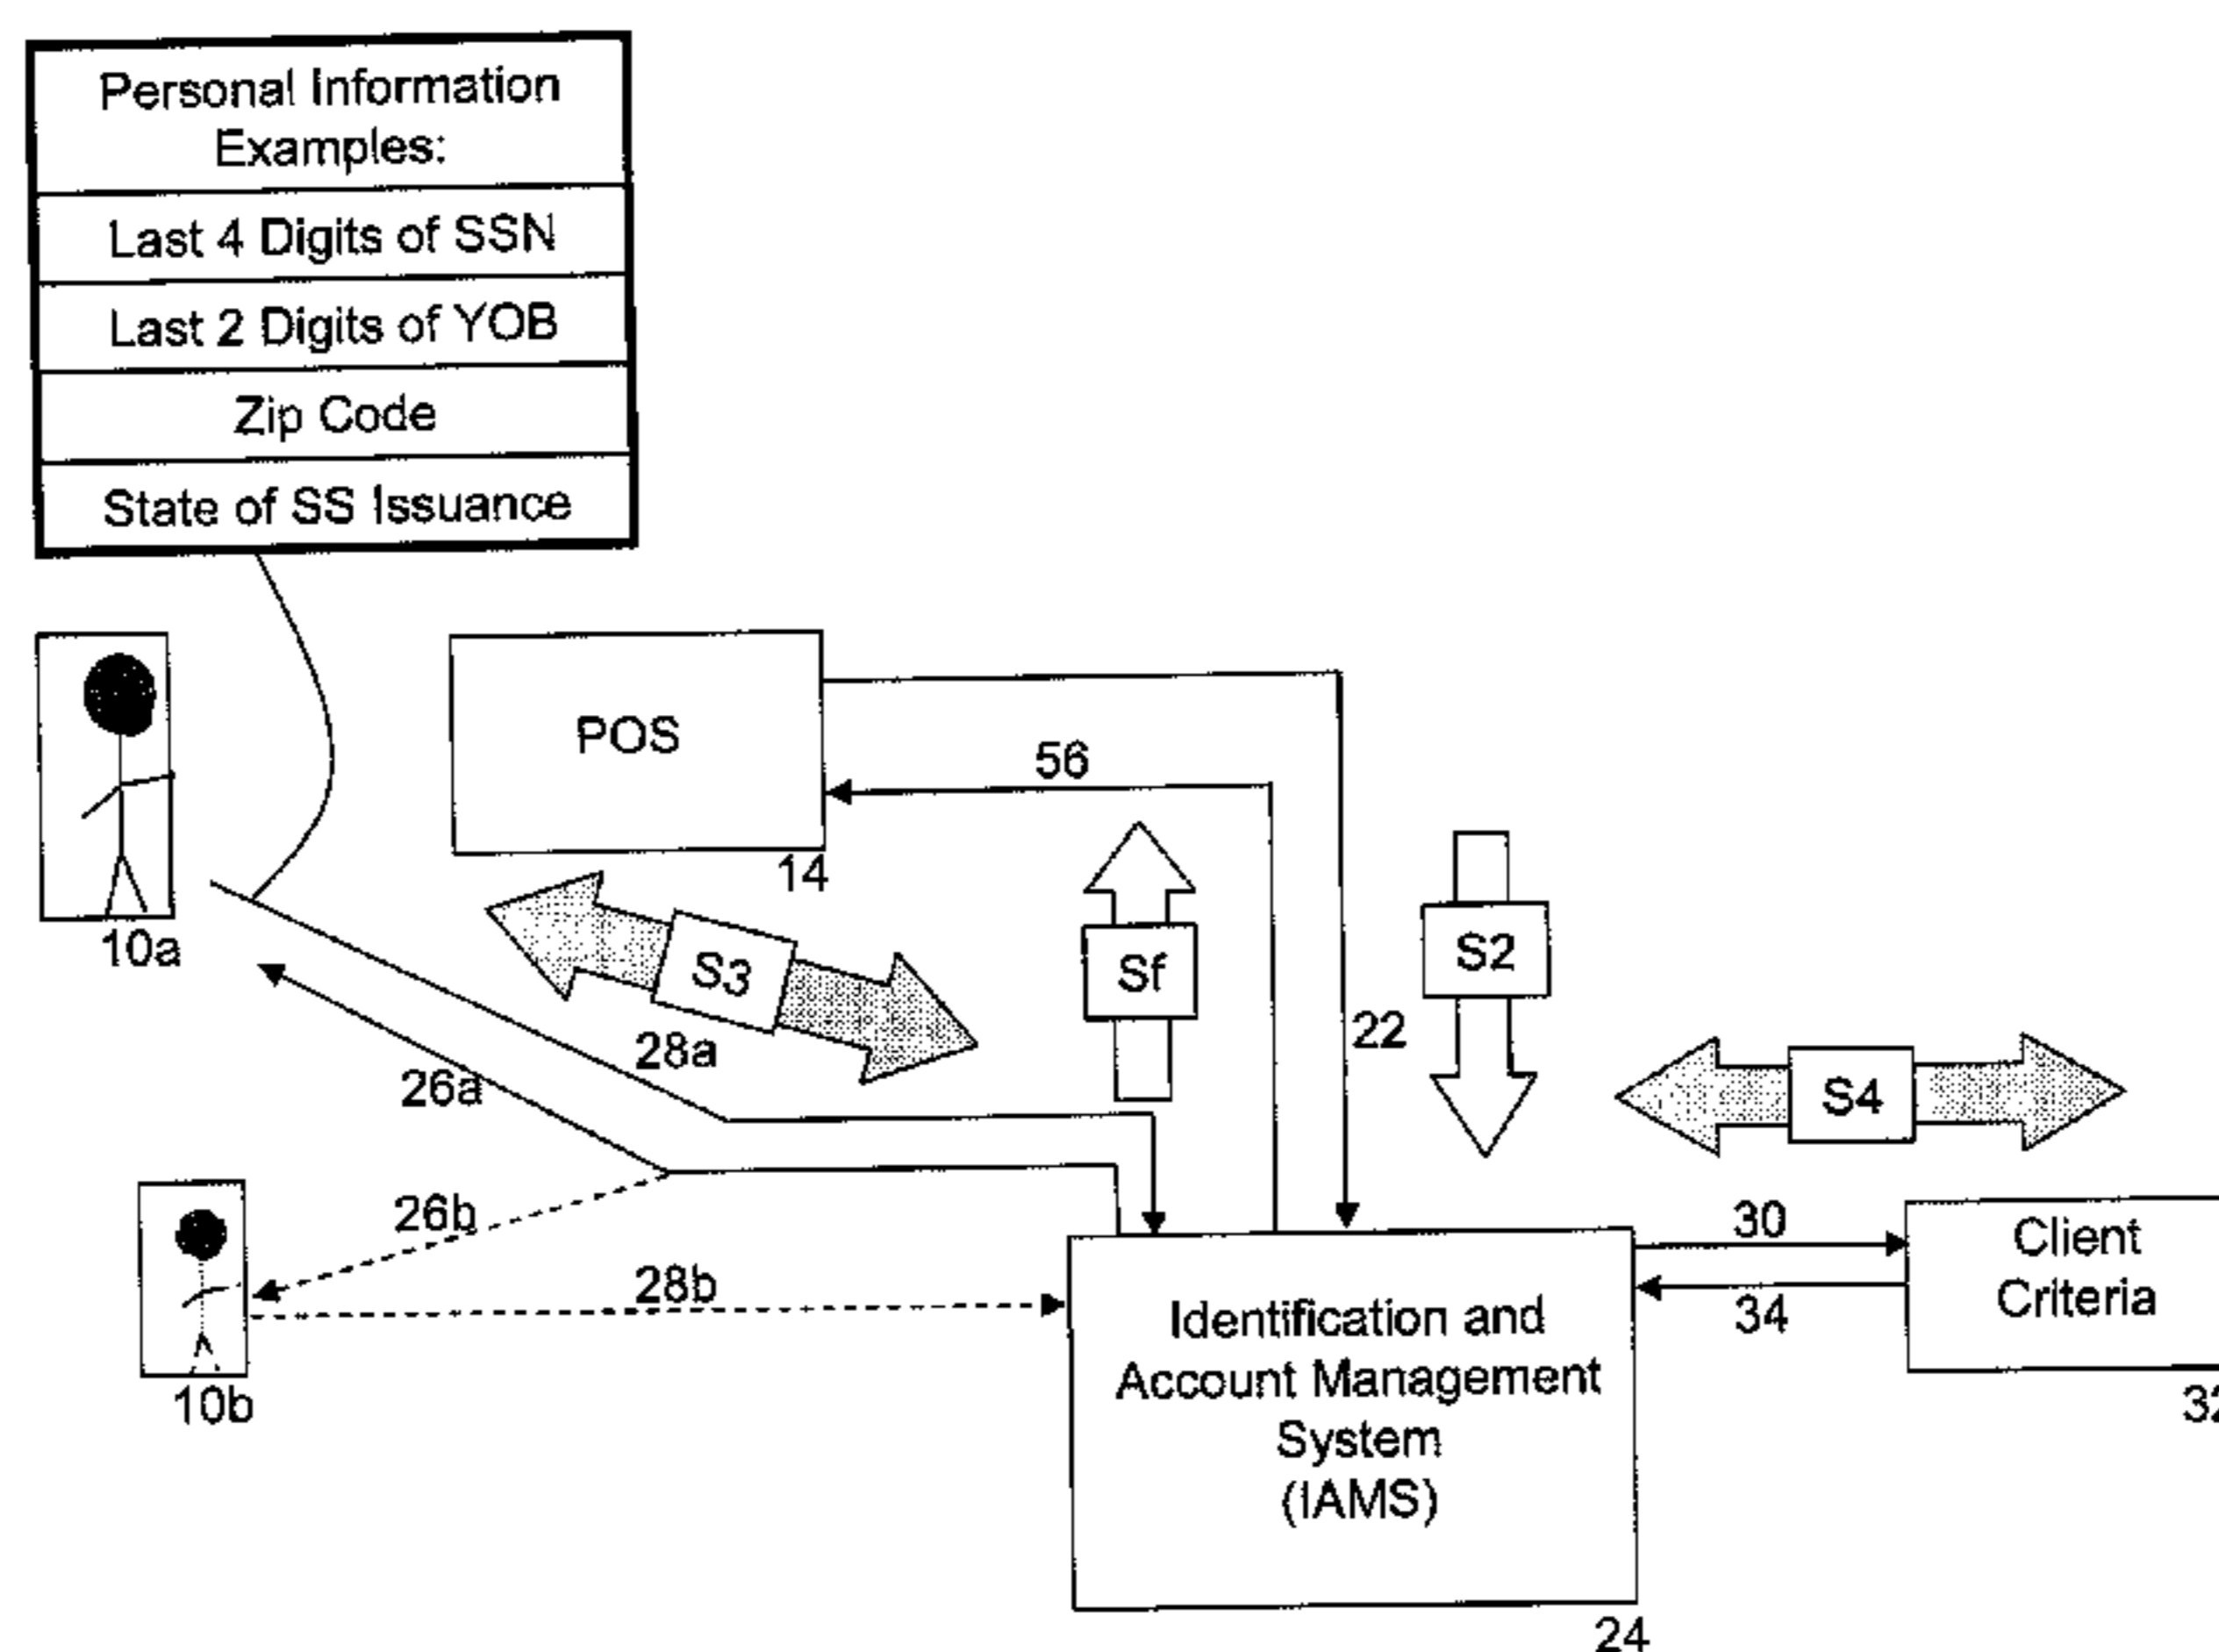 Personal Information
Examples:
Last 4 Digits of SSN
Last 2 Digits of YOB
Zip Code
State of SS Issuance
POS
56
14
10a
S3
Sf
S2
28a
22
26a
S4
26b
30
Client
Criteria
28b
34
Identification and
Account Management
System
(IAMS)
10b
32
24